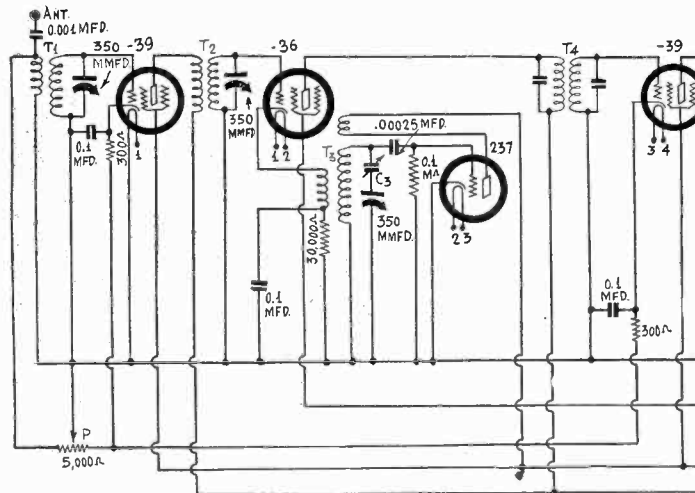 ANT.
0.001 MFD.
T1
350
MMFD.
-39
T2
-36
T4
-39
350
MMFD.
.00025 MFD.
0.1
MFD.
300Ω
1
1 2
T3
C3
0.1
MΩ
237
3 4
350
MMFD.
2 3
30,000Ω
0.1
MFD.
0.1
MFD.
300Ω
P
5,000Ω